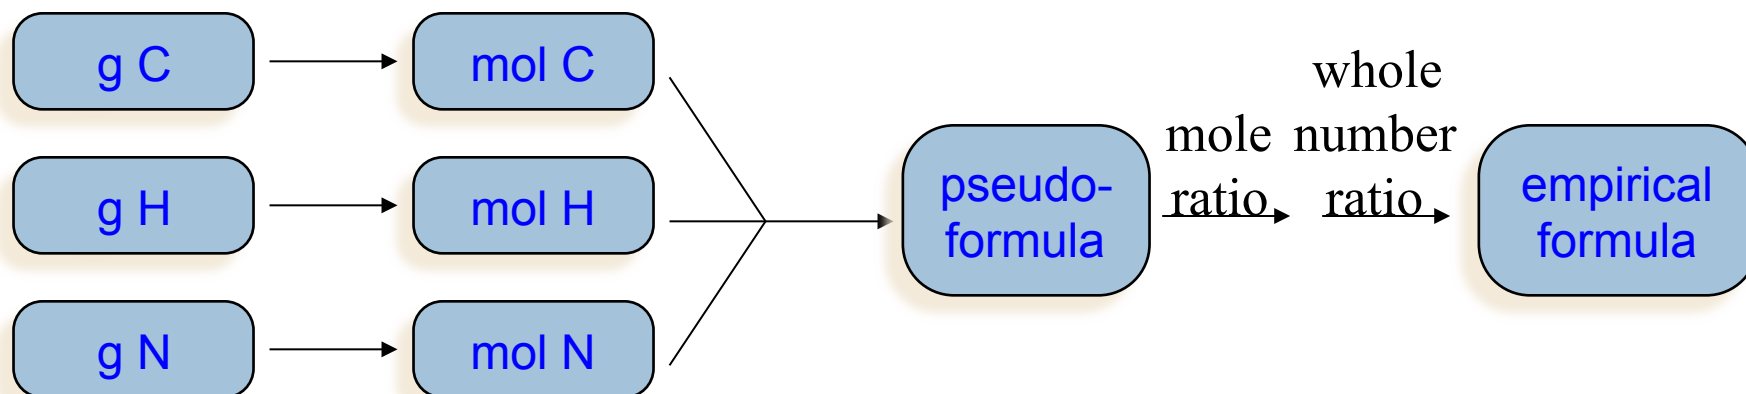 g C
mol C
g H
mol H
g N
mol N
pseudo-
formula
mole
ratio
whole
number
ratio
empirical
formula